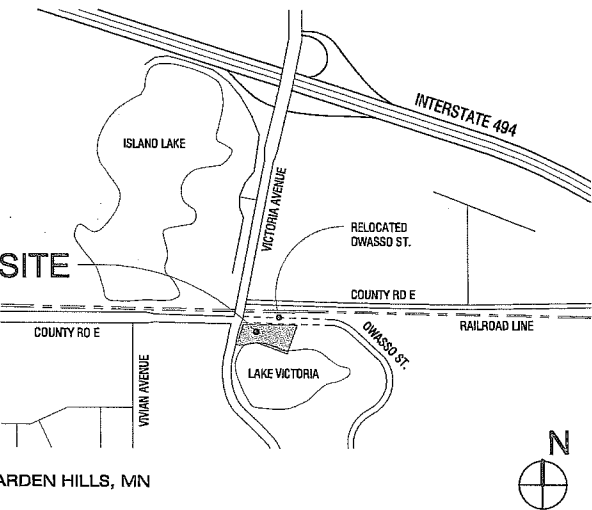 INTERSTATE 494
ISLAND LAKE
VICTORIA AVENUE
RELOCATED
OWASSO ST.
SITE
COUNTY RD E
COUNTY RD E
RAILROAD LINE
OWASSO ST.
VIVIAN AVENUE
LAKE VICTORIA
N
ARDEN HILLS, MN